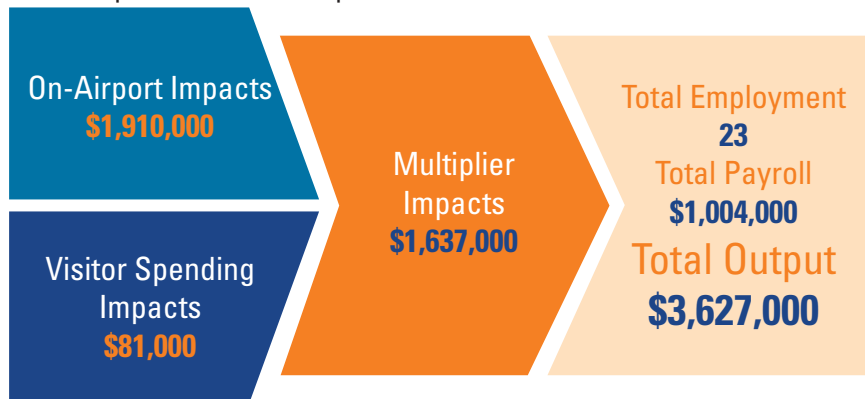 On-Airport Impacts
$1,910,000
Visitor Spending
Impacts
$81,000
Multiplier
Impacts
$1,637,000
Total Employment
23
Total Payroll
$1,004,000
Total Output
$3,627,000